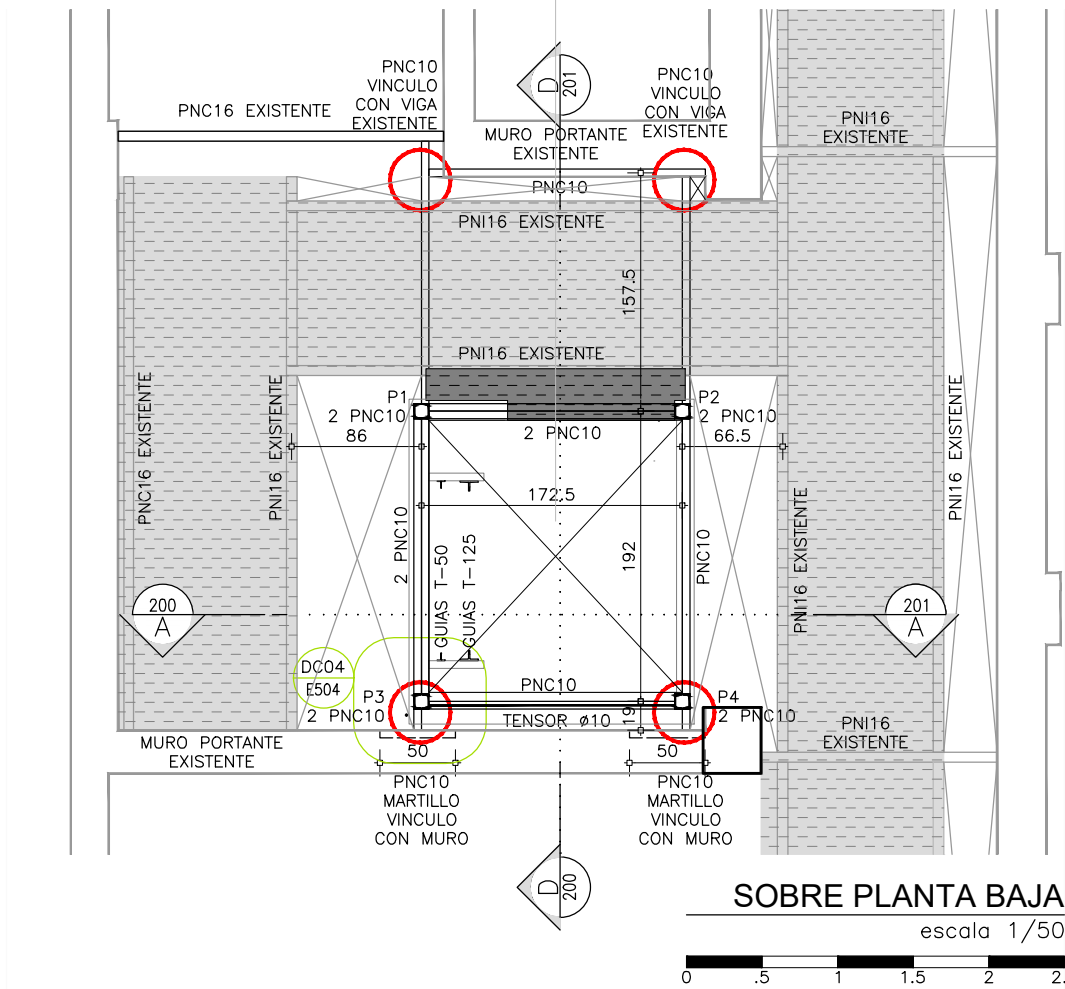 PNC10
VINCULO
CON VIGA
EXISTENTE
PNC16 EXISTENTE
D
201
PNC10
VINCULO
CON VIGA
EXISTENTE
MURO PORTANTE
EXISTENTE
PNI16
EXISTENTE
PNC10
PNI16 EXISTENTE
157.5
PNI16 EXISTENTE
P1
2 PNC10
86
P2
2 PNC10
66.5
2 PNC10
172.5
PNC16 EXISTENTE
PNI16 EXISTENTE
2 PNC10
GUIAS T-50
GUIAS T-125
192
PNC10
PNI16 EXISTENTE
PNI16 EXISTENTE
200
A
201
A
DC04
E504
P3
2 PNC10
PNC10
TENSOR ø10
19
P4
2 PNC10
MURO PORTANTE
EXISTENTE
50
50
PNI16
EXISTENTE
PNC10
MARTILLO
VINCULO
CON MURO
PNC10
MARTILLO
VINCULO
CON MURO
D
200
SOBRE PLANTA BAJA
escala 1/50
0 .5 1 1.5 2 2.